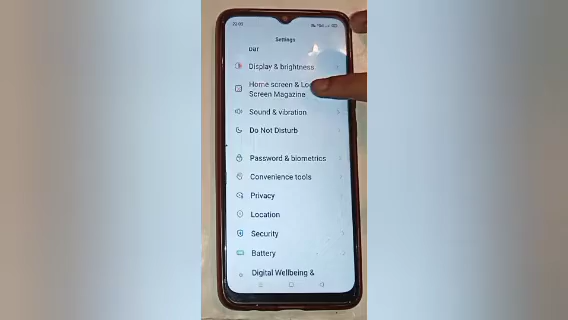 Settings
bar
Display & brightness
Home screen & Lo
Screen Magazine
Sound & vibration
Do Not Disturb
Password & biometrics
Convenience tools
Privacy
Location
Security
Battery
Digital Wellbeing &